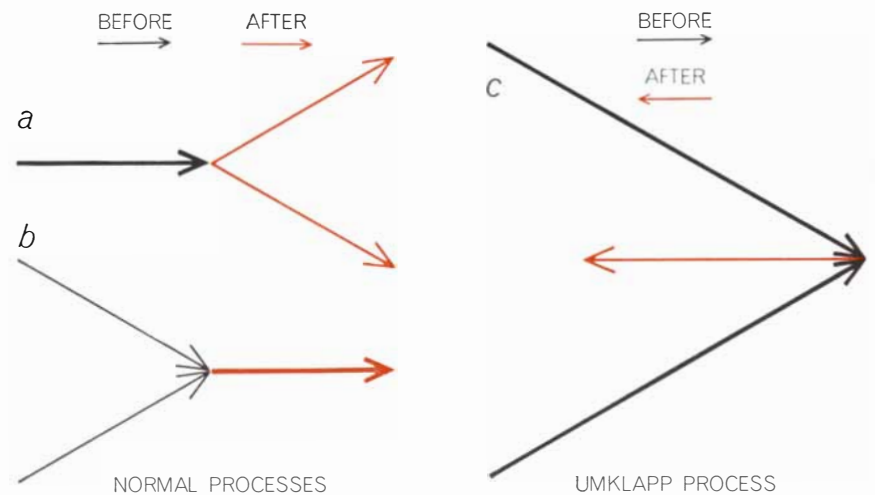 BEFORE AFTER
a
b
NORMAL PROCESSES
BEFORE
AFTER
c
UMKLAPP PROCESS